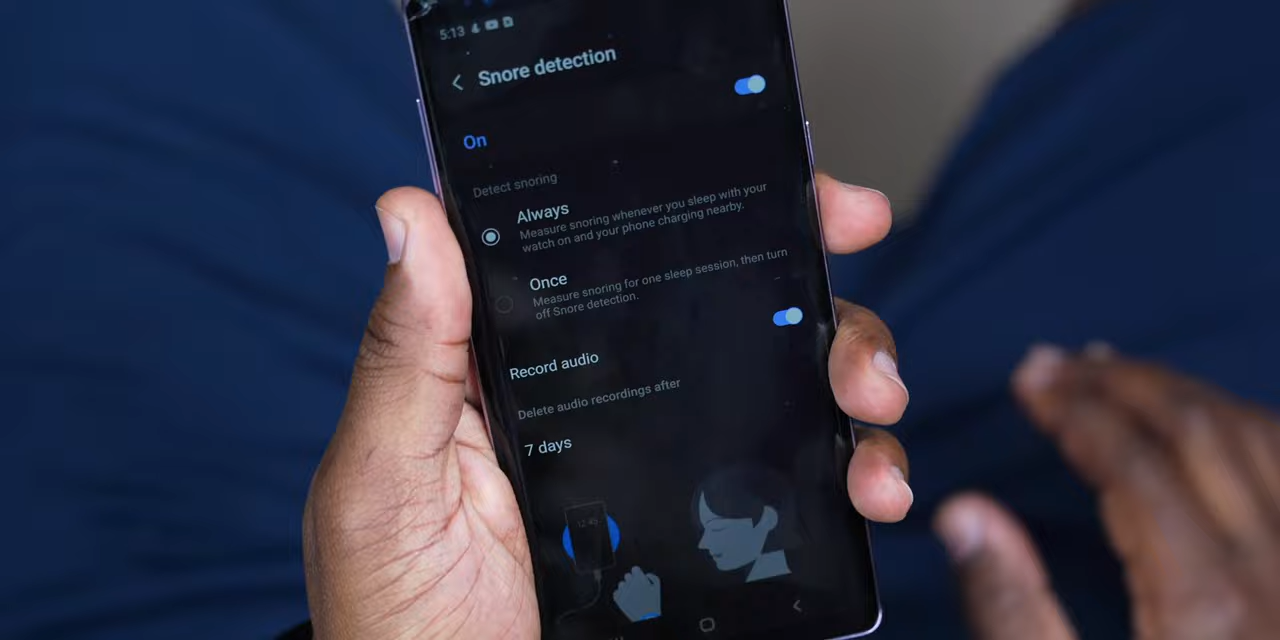 5:13
Snore detection
On
Detect snoring
Always
Measure snoring whenever you sleep with your
watch on and your phone charging nearby.
Once
Measure snoring for one sleep session, then turn
off Snore detection.
Record audio
Delete audio recordings after
7 days
12:45